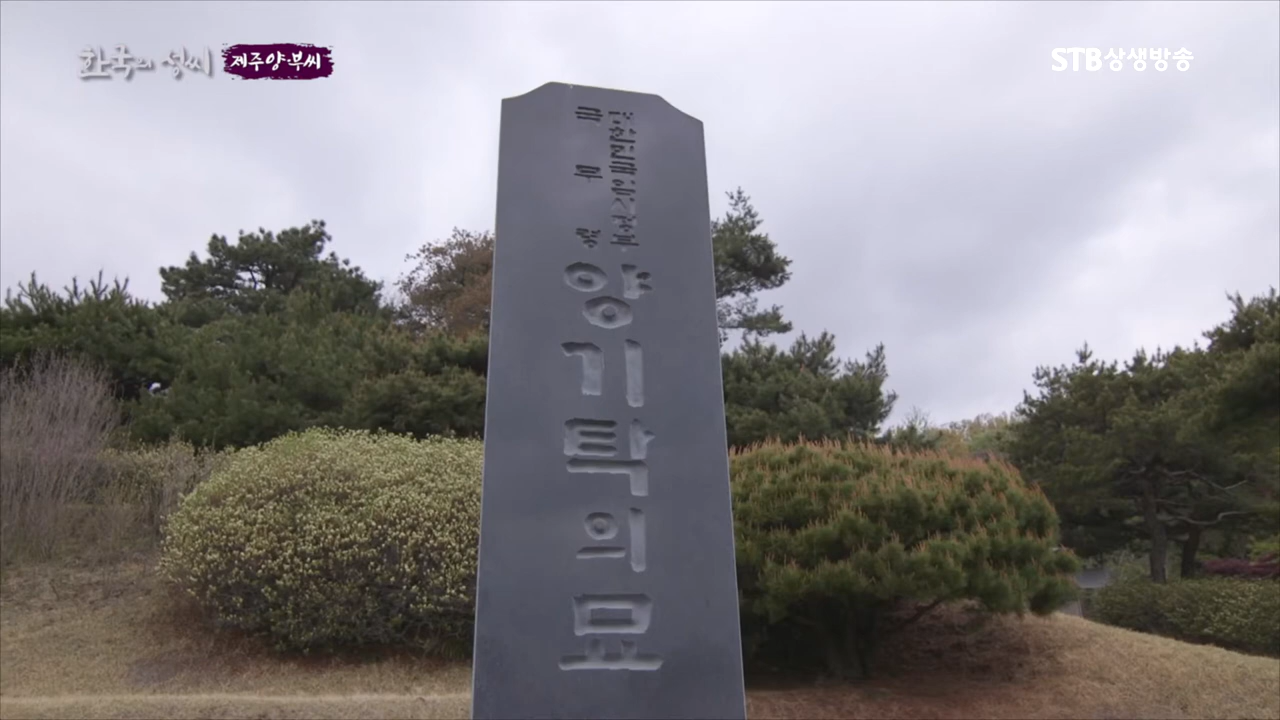 한국의 성씨
제주양·부씨
STB상생방송
대한민국임시정부
국무령
양기탁의묘